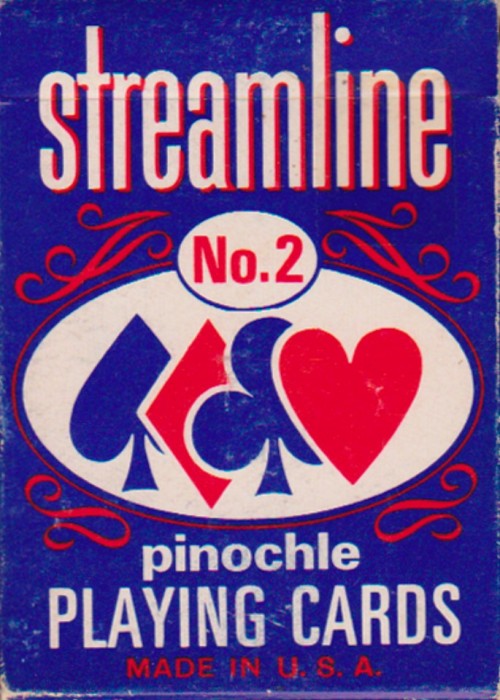 streamline
No.2
pinochle
PLAYING CARDS
MADE IN U.S.A.